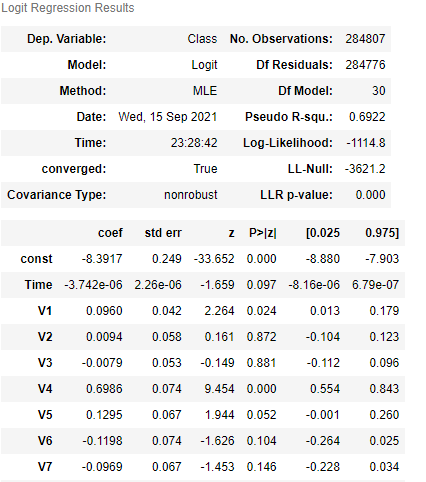 Logit Regression Results
Dep. Variable: Class No. Observations: 284807
Model: Logit Df Residuals: 284776
Method: MLE Df Model: 30
Date: Wed, 15 Sep 2021 Pseudo R-squ.: 0.6922
Time: 23:28:42 Log-Likelihood: -1114.8
converged: True LL-Null: -3621.2
Covariance Type: nonrobust LLR p-value: 0.000
coef std err z P>|z| [0.025 0.975]
const -8.3917 0.249 -33.652 0.000 -8.880 -7.903
Time -3.742e-06 2.26e-06 -1.659 0.097 -8.16e-06 6.79e-07
V1 0.0960 0.042 2.264 0.024 0.013 0.179
V2 0.0094 0.058 0.161 0.872 -0.104 0.123
V3 -0.0079 0.053 -0.149 0.881 -0.112 0.096
V4 0.6986 0.074 9.454 0.000 0.554 0.843
V5 0.1295 0.067 1.944 0.052 -0.001 0.260
V6 -0.1198 0.074 -1.626 0.104 -0.264 0.025
V7 -0.0969 0.067 -1.453 0.146 -0.228 0.034